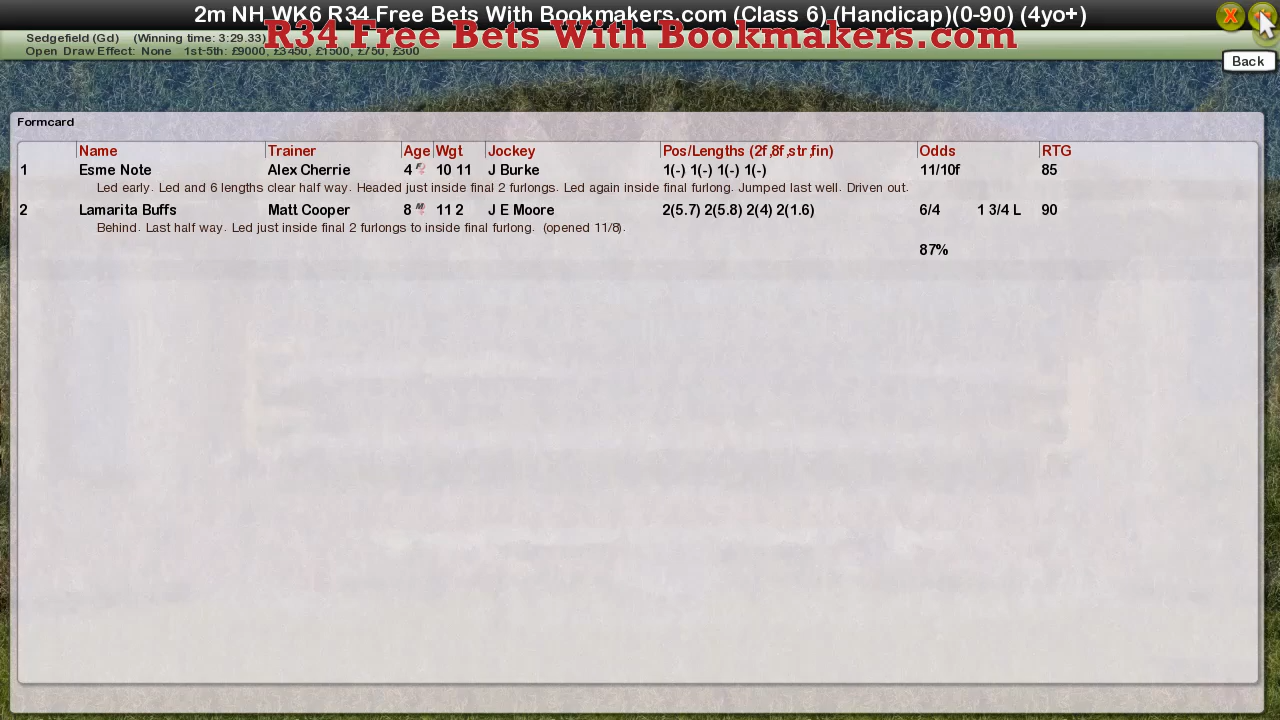 2m NH WK6 R34 Free Bets With Bookmakers.com (Class 6) (Handicap)(0-90) (4yo+)
R34 Free Bets With Bookmakers.com
Sedgefield (Gd) (Winning time: 3:29.33)
Open Draw Effect: None 1st-5th: £9000, £3450, £1500, £750, £300
X
Back
Formcard
Name Trainer Age Wgt Jockey Pos/Lengths (2f,8f,str,fin) Odds RTG
1 Esme Note Alex Cherrie 4 F 10 11 J Burke 1(-) 1(-) 1(-) 1(-) 11/10f 85
Led early. Led and 6 lengths clear half way. Headed just inside final 2 furlongs. Led again inside final furlong. Jumped last well. Driven out.
2 Lamarita Buffs Matt Cooper 8 M 11 2 J E Moore 2(5.7) 2(5.8) 2(4) 2(1.6) 6/4 1 3/4 L 90
Behind. Last half way. Led just inside final 2 furlongs to inside final furlong. (opened 11/8).
87%